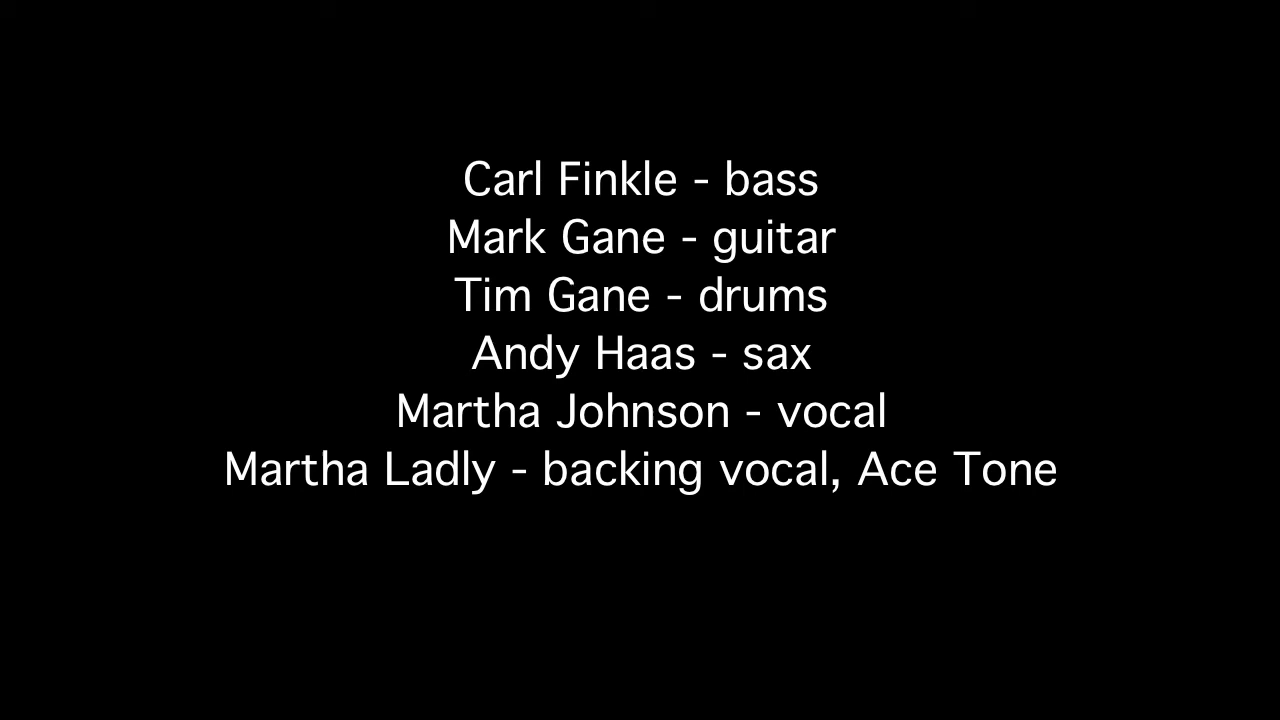 Carl Finkle - bass
Mark Gane - guitar
Tim Gane - drums
Andy Haas - sax
Martha Johnson - vocal
Martha Ladly - backing vocal, Ace Tone